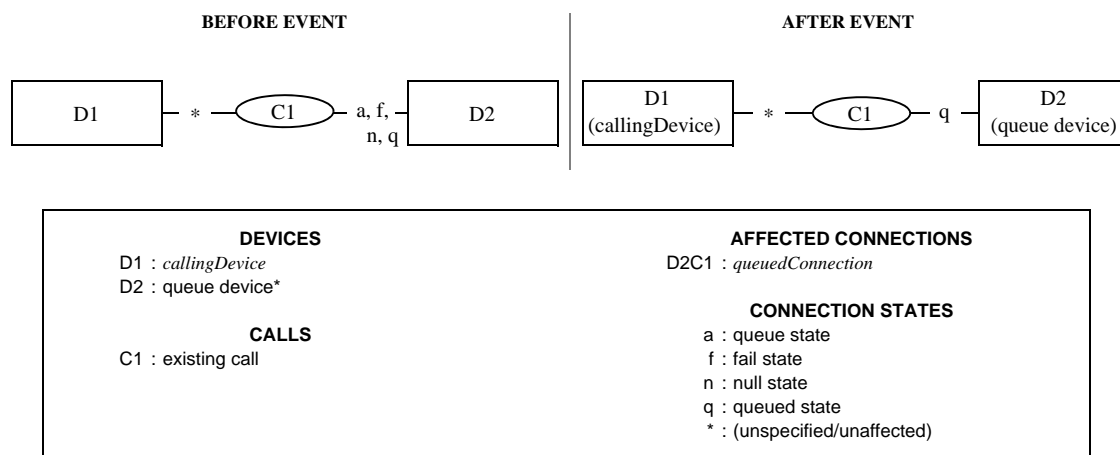 BEFORE EVENT
AFTER EVENT
D1 * C1 a, f, n, q D2
D1
(callingDevice)
* C1 q
D2
(queue device)
DEVICES
D1 : callingDevice
D2 : queue device*
CALLS
C1 : existing call
AFFECTED CONNECTIONS
D2C1 : queuedConnection
CONNECTION STATES
a : queue state
f : fail state
n : null state
q : queued state
* : (unspecified/unaffected)